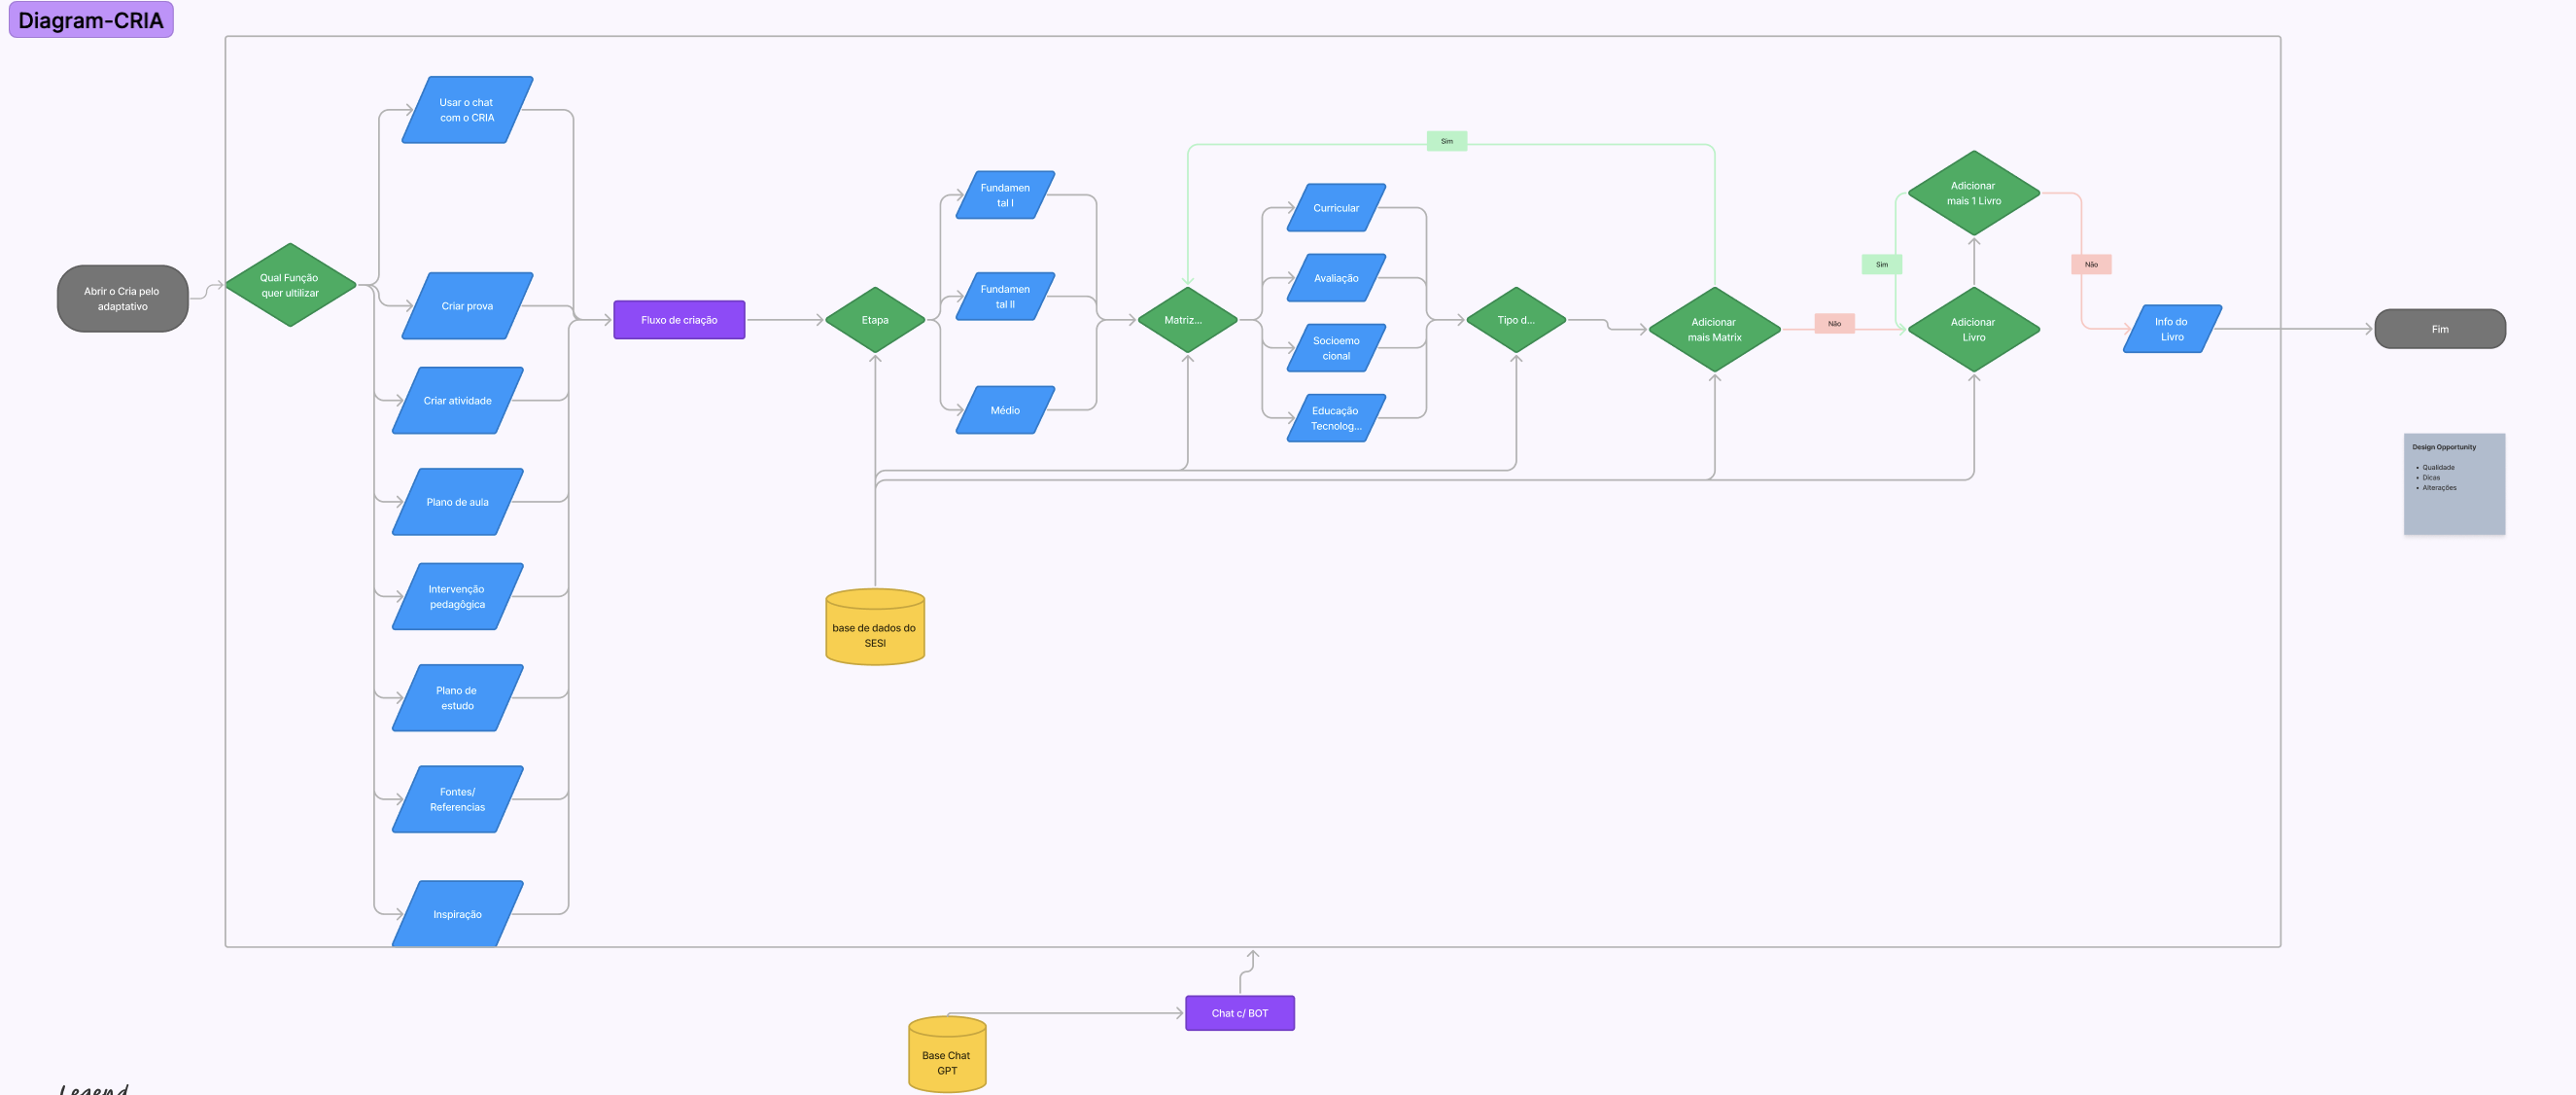 Diagram-CRIA
Abrir o Cria pelo
adaptativo
Qual Função
quer ultilizar
Usar o chat
com o CRIA
Criar prova
Criar atividade
Plano de aula
Intervenção
pedagôgica
Plano de
estudo
Fontes/
Referencias
Inspiração
Fluxo de criação
Etapa
Fundamen
tal I
Fundamen
tal II
Médio
Matriz...
Sim
Curricular
Avaliação
Socioemo
cional
Educação
Tecnolog...
Tipo d...
Adicionar
mais Matrix
Não
Adicionar
mais 1 Livro
Sim
Não
Adicionar
Livro
Info do
Livro
Fim
Design Opportunity
• Qualidade
• Dicas
• Alterações
base de dados do
SESI
Chat c/ BOT
Base Chat
GPT
Legend